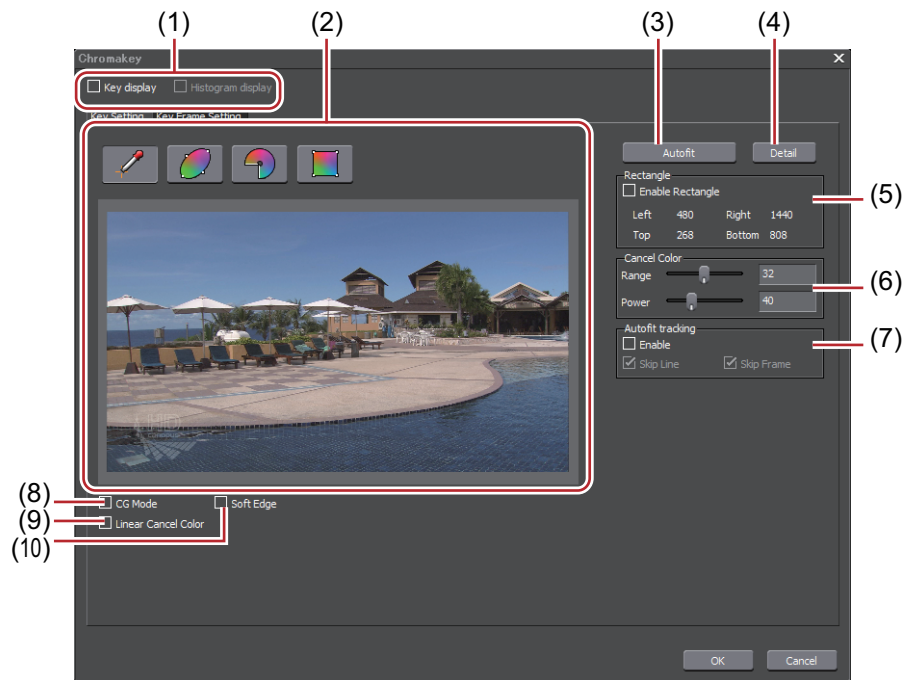 (1) (2) (3) (4)
Chromakey
Key display Histogram display
Key Setting Key Frame Setting
Autofit Detail
Rectangle
Enable Rectangle
Left 480 Right 1440
Top 268 Bottom 808
(5)
Cancel Color
Range 32
Power 40
(6)
Autofit tracking
Enable
Skip Line Skip Frame
(7)
(8) CG Mode Soft Edge
(9) Linear Cancel Color
(10)
OK Cancel